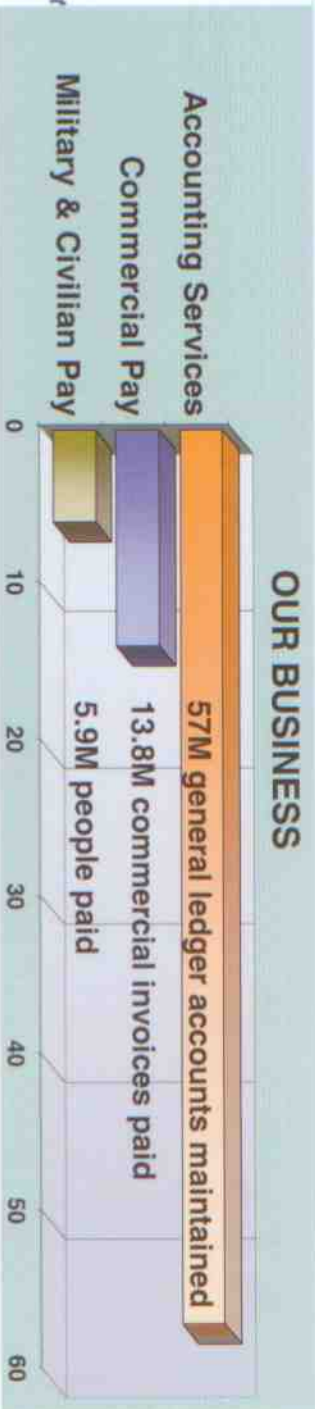 OUR BUSINESS
Accounting Services
57M general ledger accounts maintained
Commercial Pay
13.8M commercial invoices paid
Military & Civilian Pay
5.9M people paid
0 10 20 30 40 50 60